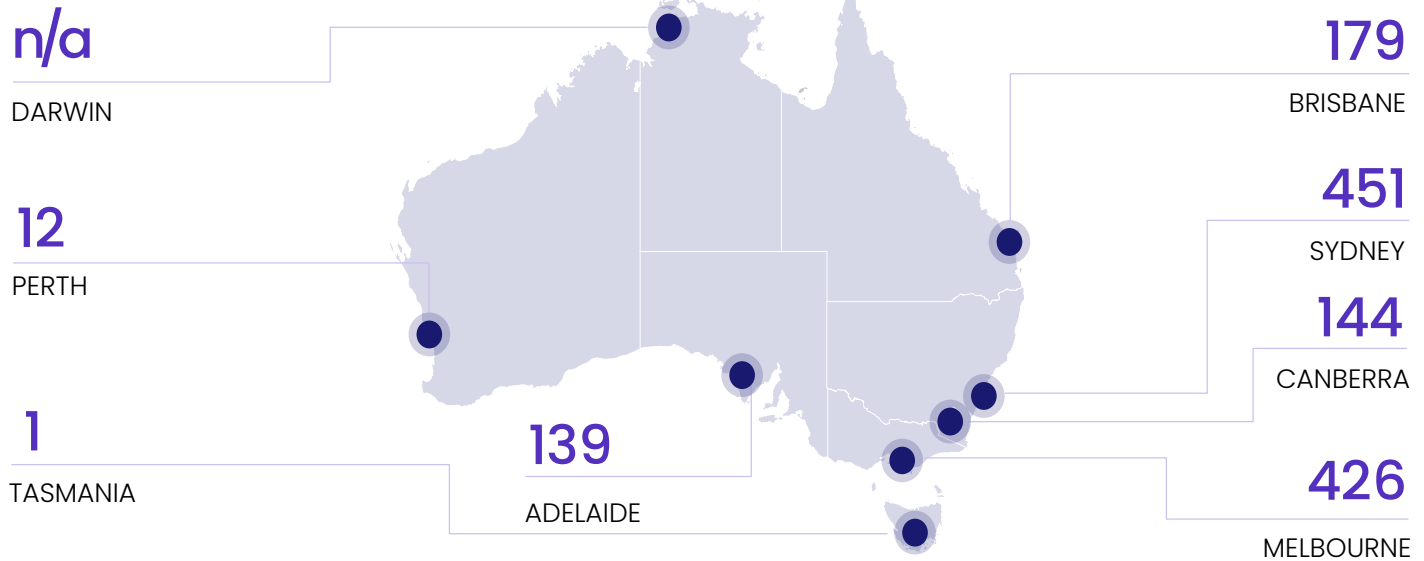 n/a
DARWIN
12
PERTH
1
TASMANIA
139
ADELAIDE
179
BRISBANE
451
SYDNEY
144
CANBERRA
426
MELBOURNE